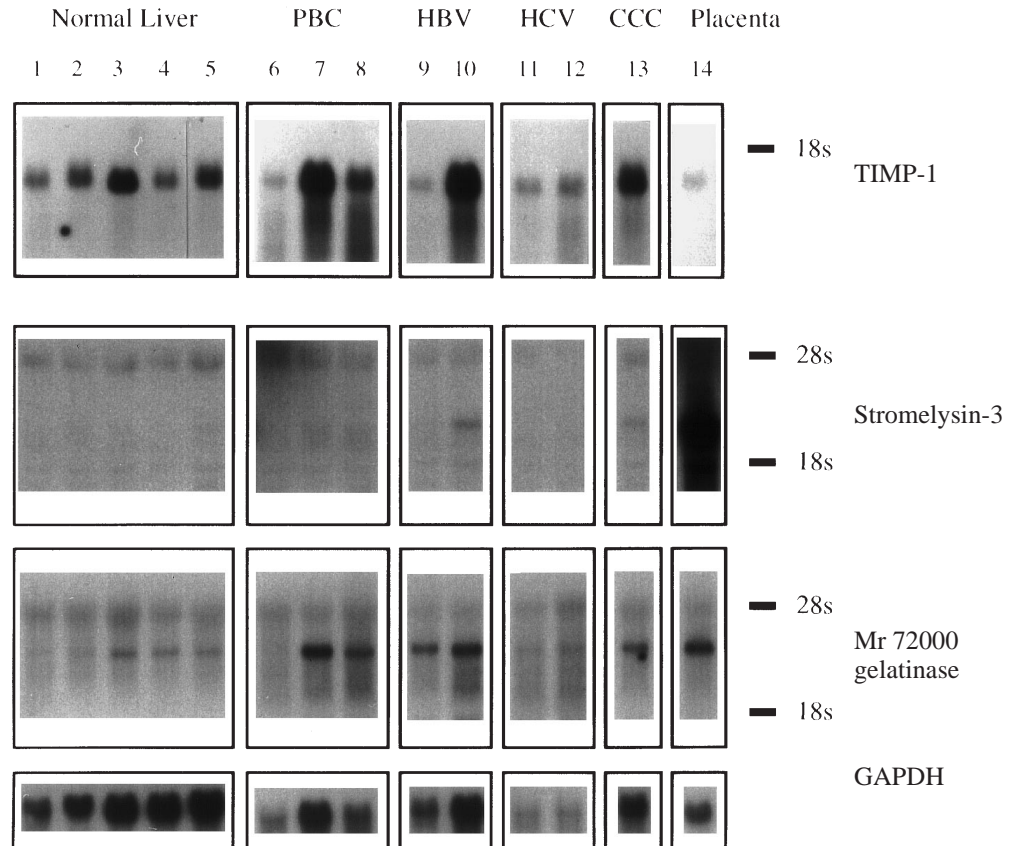 Normal Liver PBC HBV HCV CCC Placenta
1 2 3 4 5 6 7 8 9 10 11 12 13 14
18s
TIMP-1
28s
Stromelysin-3
18s
28s
Mr 72000
gelatinase
18s
GAPDH